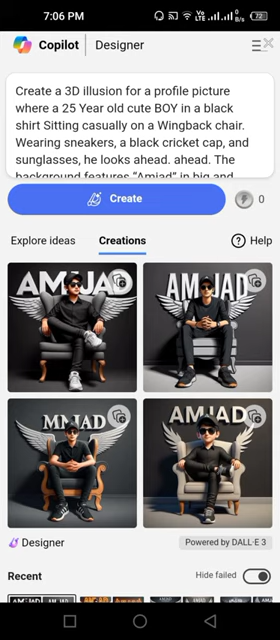 7:06 PM
Vo
LTE
72
Copilot
Designer
Create a 3D illusion for a profile picture
where a 25 Year old cute BOY in a black
shirt Sitting casually on a Wingback chair.
Wearing sneakers, a black cricket cap, and
sunglasses, he looks ahead. ahead. The
background features “Amjad” in big and
Create
0
Explore ideas
Creations
Help
AMJAD
AMJAD
MMJAD
AMJAD
Designer
Powered by DALL·E 3
Recent
Hide failed